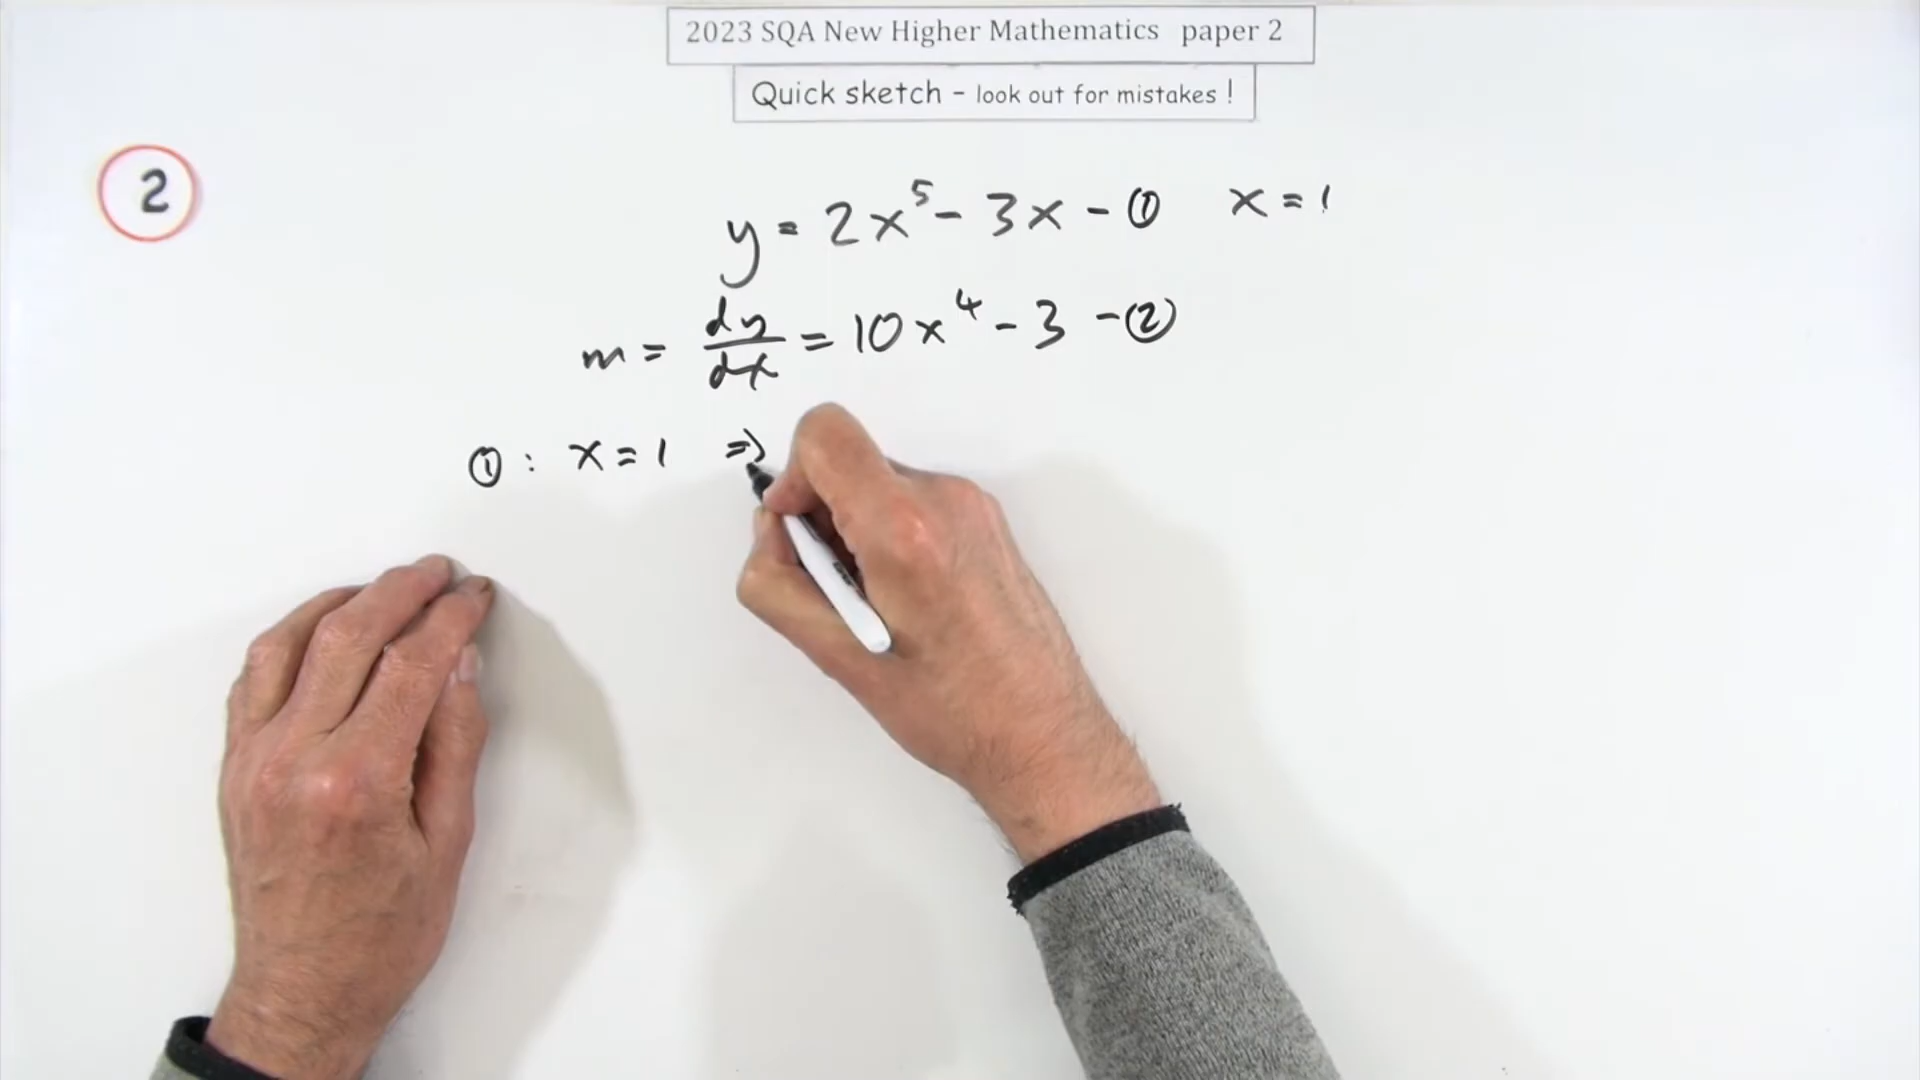 2023 SQA New Higher Mathematics paper 2
Quick sketch - look out for mistakes !
2
y = 2x⁵ - 3x - ① x = 1
m = dy/dx = 10x⁴ - 3 - ②
① : x = 1 ⇒